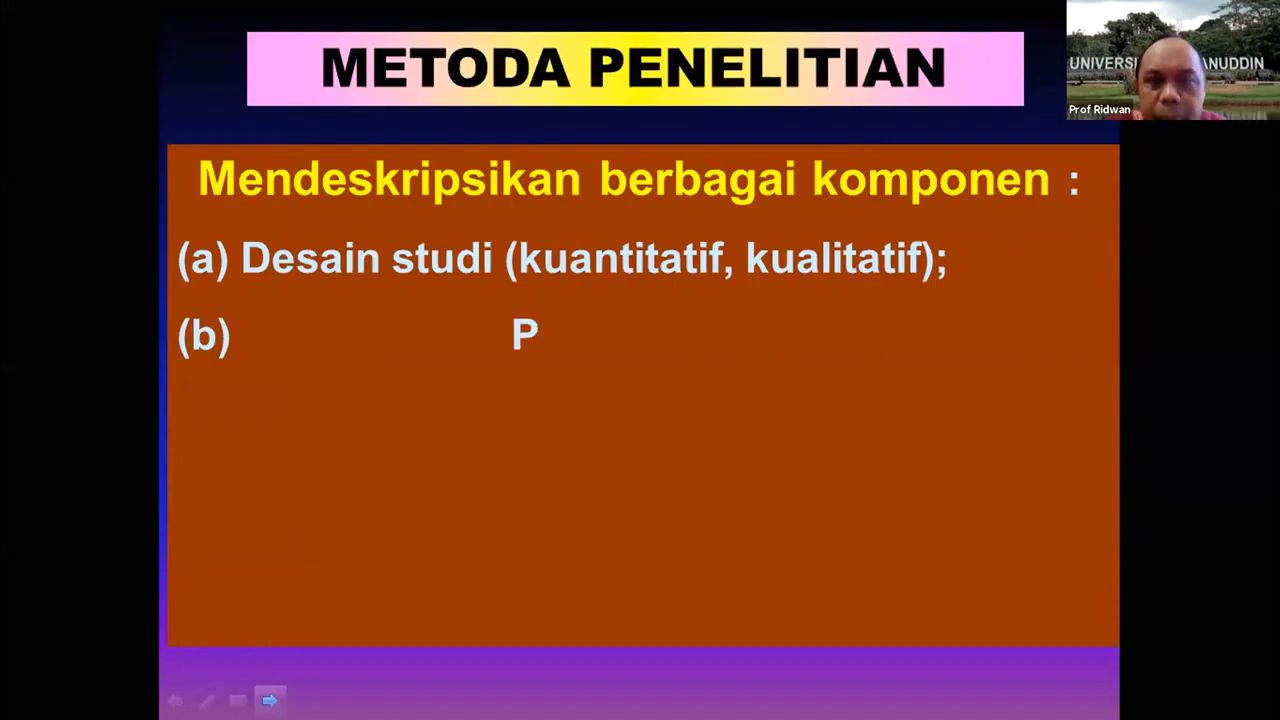 METODA PENELITIAN
UNIVERSI ANUDDIN
Prof Ridwan
Mendeskripsikan berbagai komponen :
(a) Desain studi (kuantitatif, kualitatif);
(b) P